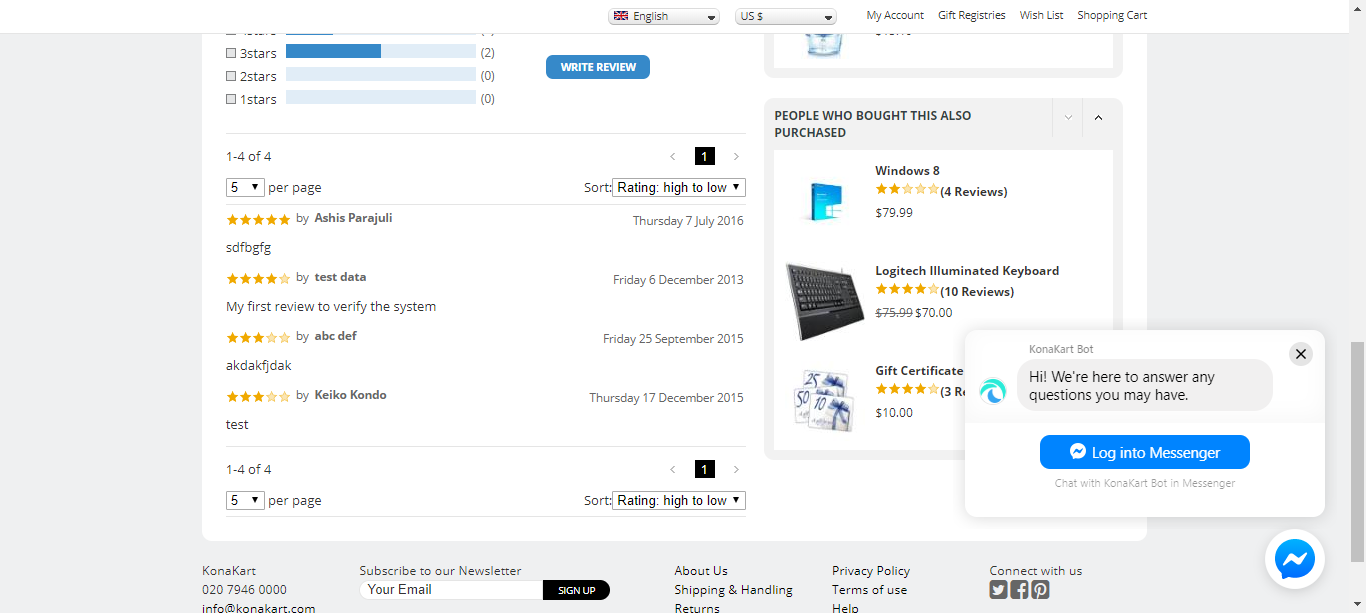 English
US $
My Account Gift Registries Wish List Shopping Cart
3stars (2)
2stars (0)
1stars (0)
WRITE REVIEW
1-4 of 4
1
5 per page
Sort: Rating: high to low
by Ashis Parajuli Thursday 7 July 2016
sdfbgfg
by test data Friday 6 December 2013
My first review to verify the system
by abc def Friday 25 September 2015
akdakfjdak
by Keiko Kondo Thursday 17 December 2015
test
1-4 of 4
1
5 per page
Sort: Rating: high to low
PEOPLE WHO BOUGHT THIS ALSO
PURCHASED
Windows 8
(4 Reviews)
$79.99
Logitech Illuminated Keyboard
(10 Reviews)
$75.99 $70.00
Gift Certificate
(3 Re
$10.00
25
50
10
KonaKart Bot
Hi! We're here to answer any
questions you may have.
Log into Messenger
Chat with KonaKart Bot in Messenger
KonaKart
020 7946 0000
info@konakart.com
Subscribe to our Newsletter
Your Email SIGN UP
About Us
Shipping & Handling
Returns
Privacy Policy
Terms of use
Help
Connect with us